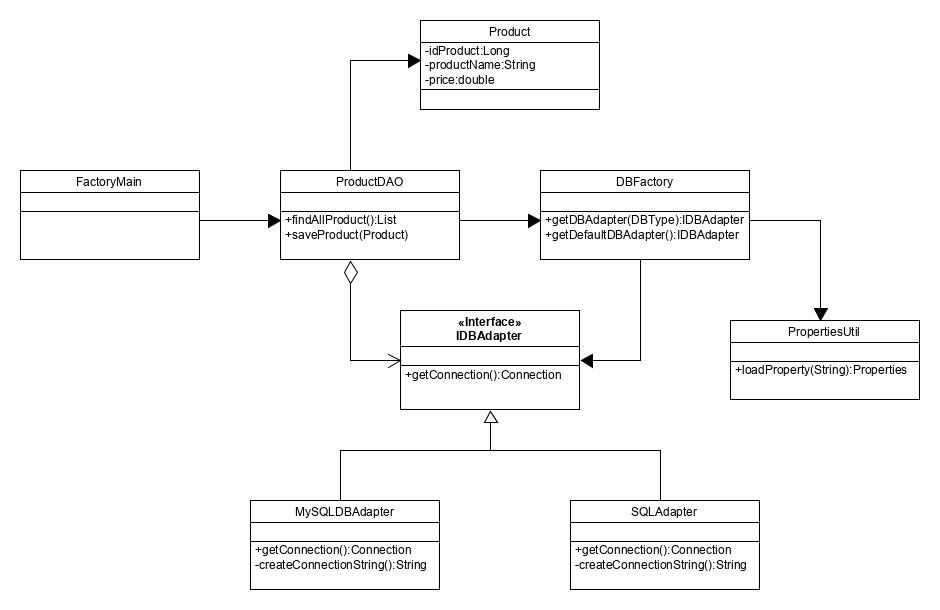 Product
-idProduct:Long
-productName:String
-price:double
FactoryMain
ProductDAO
+findAllProduct():List
+saveProduct(Product)
DBFactory
+getDBAdapter(DBType):IDBAdapter
+getDefaultDBAdapter():IDBAdapter
«Interface»
IDBAdapter
+getConnection():Connection
PropertiesUtil
+loadProperty(String):Properties
MySQLDBAdapter
+getConnection():Connection
-createConnectionString():String
SQLAdapter
+getConnection():Connection
-createConnectionString():String